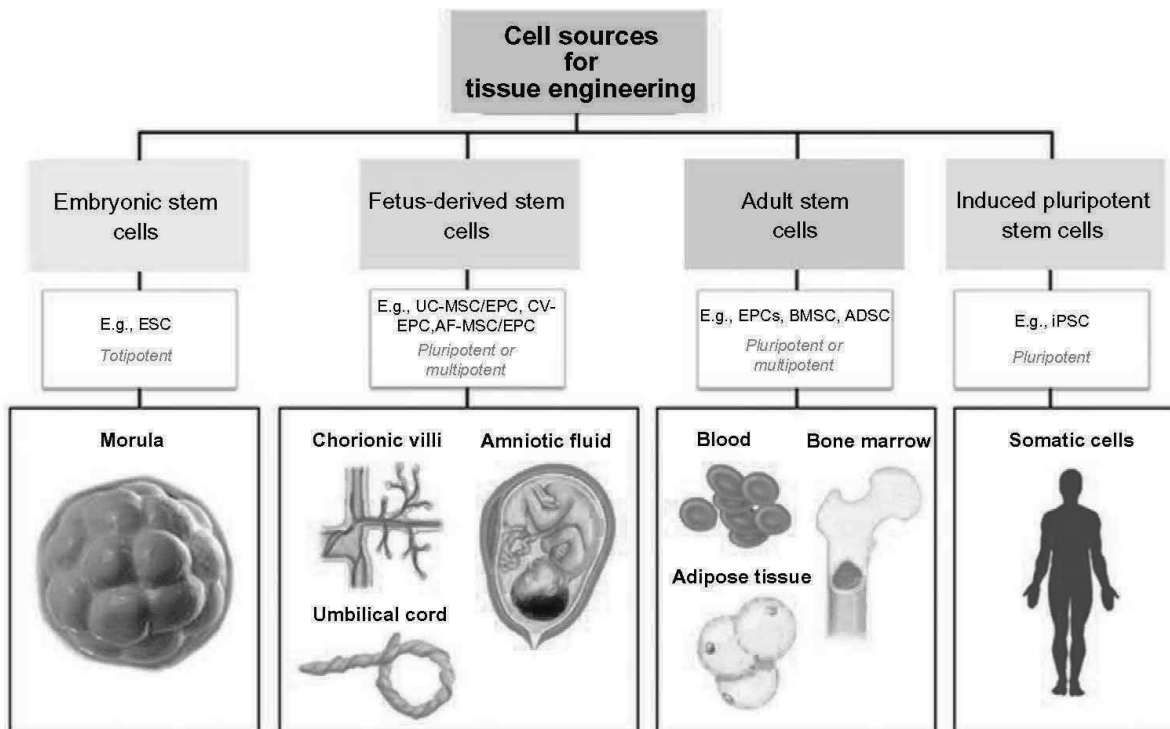 Cell sources
for
tissue engineering
Embryonic stem
cells
Fetus-derived stem
cells
Adult stem
cells
Induced pluripotent
stem cells
E.g., ESC
Totipotent
E.g., UC-MSC/EPC, CV-
EPC,AF-MSC/EPC
Pluripotent or
multipotent
E.g., EPCs, BMSC, ADSC
Pluripotent or
multipotent
E.g., iPSC
Pluripotent
Morula
Chorionic villi
Amniotic fluid
Umbilical cord
Blood
Bone marrow
Adipose tissue
Somatic cells